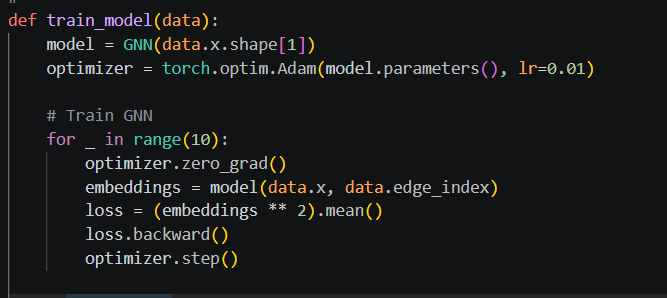 def train_model(data):
    model = GNN(data.x.shape[1])
    optimizer = torch.optim.Adam(model.parameters(), lr=0.01)
    # Train GNN
    for _ in range(10):
        optimizer.zero_grad()
        embeddings = model(data.x, data.edge_index)
        loss = (embeddings ** 2).mean()
        loss.backward()
        optimizer.step()